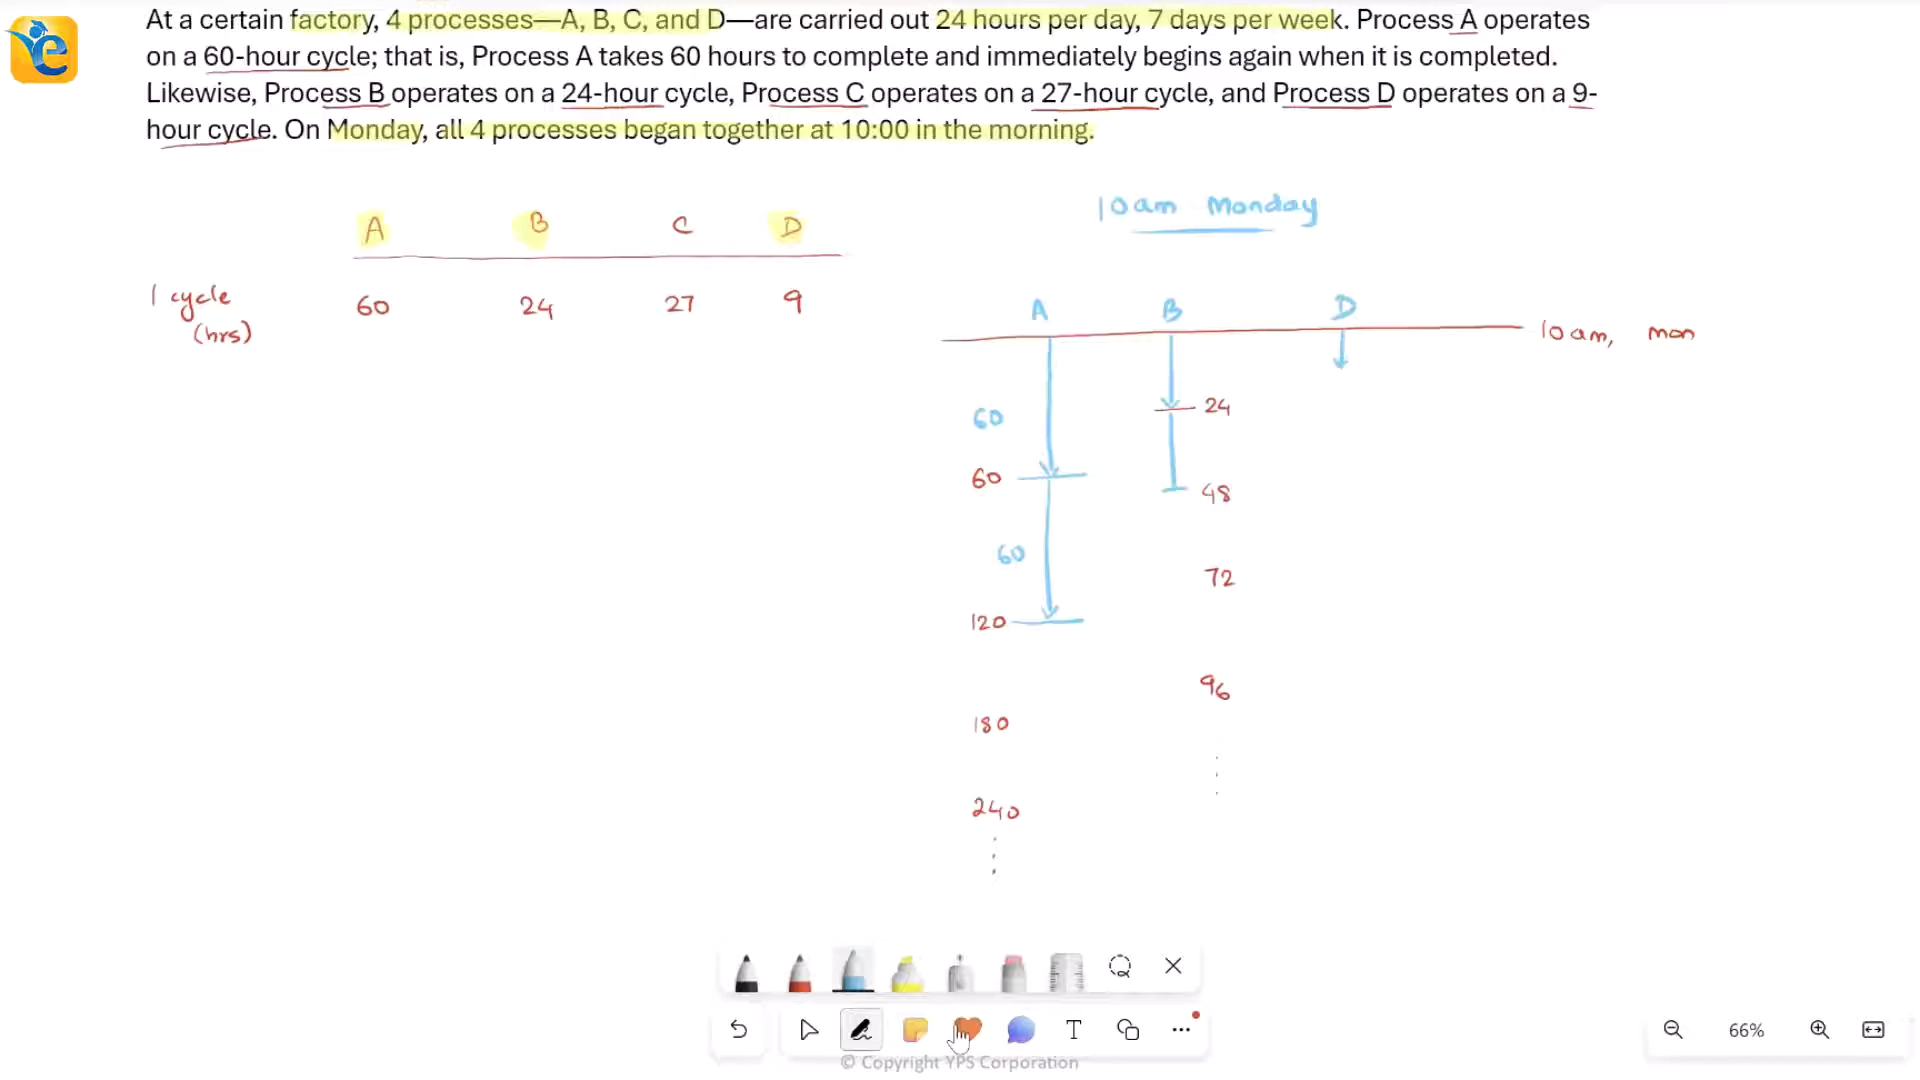 At a certain factory, 4 processes—A, B, C, and D—are carried out 24 hours per day, 7 days per week. Process A operates
on a 60-hour cycle; that is, Process A takes 60 hours to complete and immediately begins again when it is completed.
Likewise, Process B operates on a 24-hour cycle, Process C operates on a 27-hour cycle, and Process D operates on a 9-
hour cycle. On Monday, all 4 processes began together at 10:00 in the morning.
10am Monday
A B C D
1 cycle (hrs) 60 24 27 9
A B D
10am, mon
24
60
60
48
60
72
120
96
180
240
T
66%
© Copyright YPS Corporation